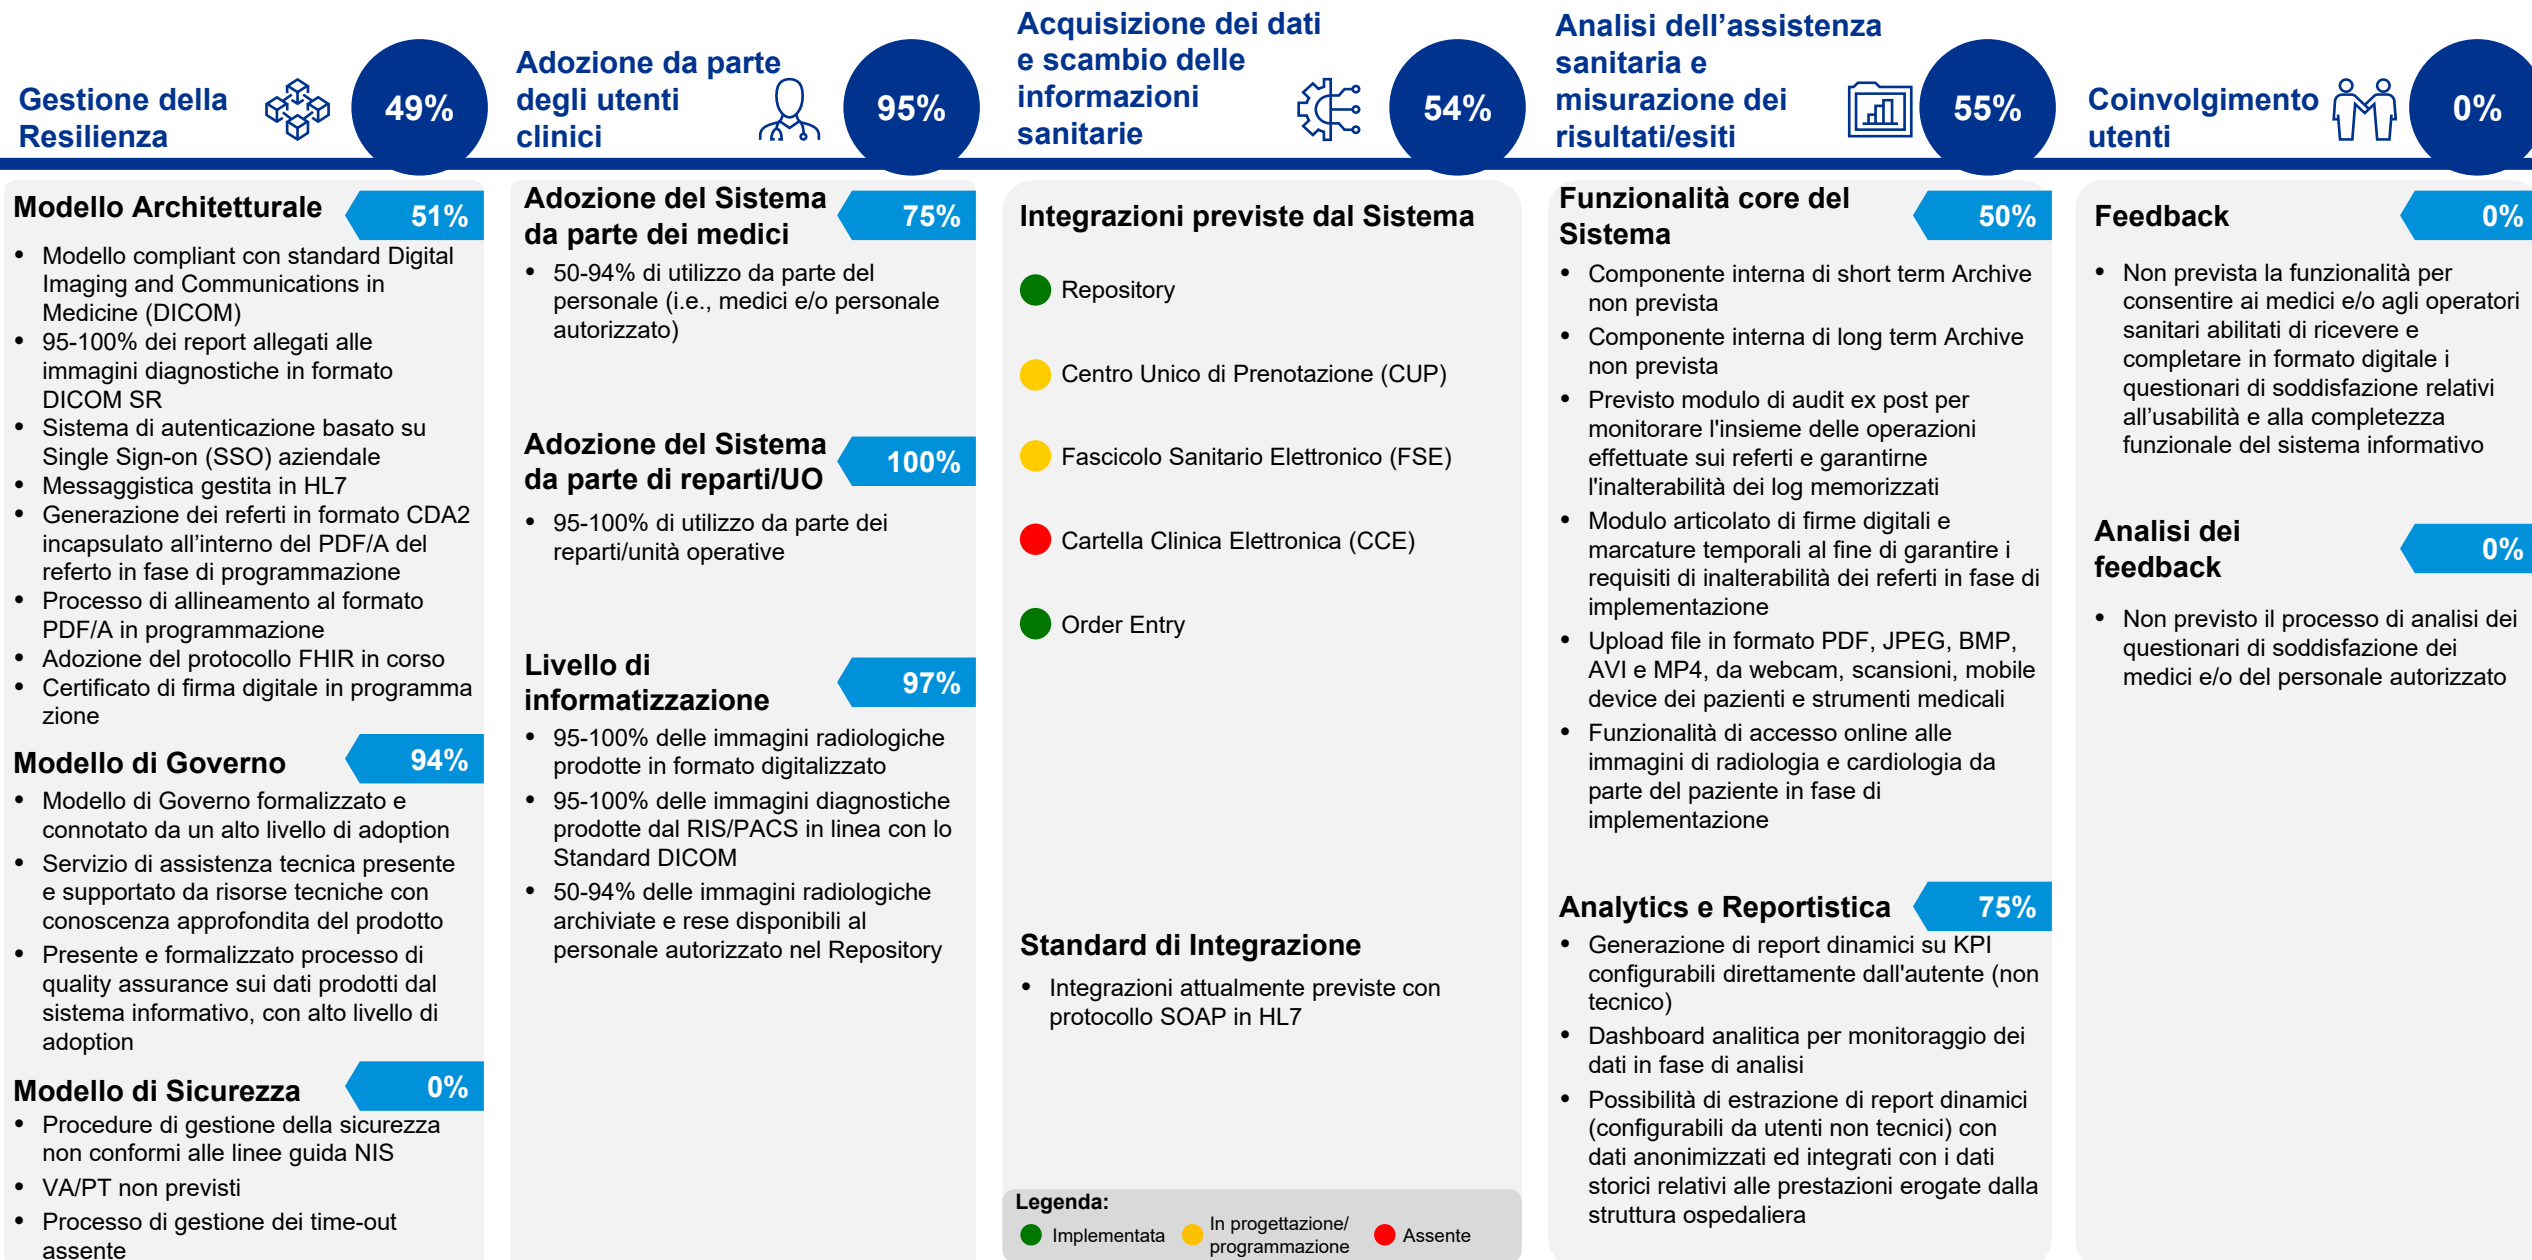 Gestione della
Resilienza
49%
Adozione da parte
degli utenti
clinici
95%
Acquisizione dei dati
e scambio delle
informazioni
sanitarie
54%
Analisi dell’assistenza
sanitaria e
misurazione dei
risultati/esiti
55%
Coinvolgimento
utenti
0%
Modello Architetturale
51%
• Modello compliant con standard Digital
Imaging and Communications in
Medicine (DICOM)
• 95-100% dei report allegati alle
immagini diagnostiche in formato
DICOM SR
• Sistema di autenticazione basato su
Single Sign-on (SSO) aziendale
• Messaggistica gestita in HL7
• Generazione dei referti in formato CDA2
incapsulato all’interno del PDF/A del
referto in fase di programmazione
• Processo di allineamento al formato
PDF/A in programmazione
• Adozione del protocollo FHIR in corso
• Certificato di firma digitale in programma
zione
Modello di Governo
94%
• Modello di Governo formalizzato e
connotato da un alto livello di adoption
• Servizio di assistenza tecnica presente
e supportato da risorse tecniche con
conoscenza approfondita del prodotto
• Presente e formalizzato processo di
quality assurance sui dati prodotti dal
sistema informativo, con alto livello di
adoption
Modello di Sicurezza
0%
• Procedure di gestione della sicurezza
non conformi alle linee guida NIS
• VA/PT non previsti
• Processo di gestione dei time-out
assente
Adozione del Sistema
da parte dei medici
75%
• 50-94% di utilizzo da parte del
personale (i.e., medici e/o personale
autorizzato)
Adozione del Sistema
da parte di reparti/UO
100%
• 95-100% di utilizzo da parte dei
reparti/unità operative
Livello di
informatizzazione
97%
• 95-100% delle immagini radiologiche
prodotte in formato digitalizzato
• 95-100% delle immagini diagnostiche
prodotte dal RIS/PACS in linea con lo
Standard DICOM
• 50-94% delle immagini radiologiche
archiviate e rese disponibili al
personale autorizzato nel Repository
Integrazioni previste dal Sistema
Repository
Centro Unico di Prenotazione (CUP)
Fascicolo Sanitario Elettronico (FSE)
Cartella Clinica Elettronica (CCE)
Order Entry
Standard di Integrazione
• Integrazioni attualmente previste con
protocollo SOAP in HL7
Legenda:
Implementata
In progettazione/
programmazione
Assente
Funzionalità core del
Sistema
50%
• Componente interna di short term Archive
non prevista
• Componente interna di long term Archive
non prevista
• Previsto modulo di audit ex post per
monitorare l'insieme delle operazioni
effettuate sui referti e garantirne
l'inalterabilità dei log memorizzati
• Modulo articolato di firme digitali e
marcature temporali al fine di garantire i
requisiti di inalterabilità dei referti in fase di
implementazione
• Upload file in formato PDF, JPEG, BMP,
AVI e MP4, da webcam, scansioni, mobile
device dei pazienti e strumenti medicali
• Funzionalità di accesso online alle
immagini di radiologia e cardiologia da
parte del paziente in fase di
implementazione
Analytics e Reportistica
75%
• Generazione di report dinamici su KPI
configurabili direttamente dall'autente (non
tecnico)
• Dashboard analitica per monitoraggio dei
dati in fase di analisi
• Possibilità di estrazione di report dinamici
(configurabili da utenti non tecnici) con
dati anonimizzati ed integrati con i dati
storici relativi alle prestazioni erogate dalla
struttura ospedaliera
Feedback
0%
• Non prevista la funzionalità per
consentire ai medici e/o agli operatori
sanitari abilitati di ricevere e
completare in formato digitale i
questionari di soddisfazione relativi
all’usabilità e alla completezza
funzionale del sistema informativo
Analisi dei
feedback
0%
• Non previsto il processo di analisi dei
questionari di soddisfazione dei
medici e/o del personale autorizzato